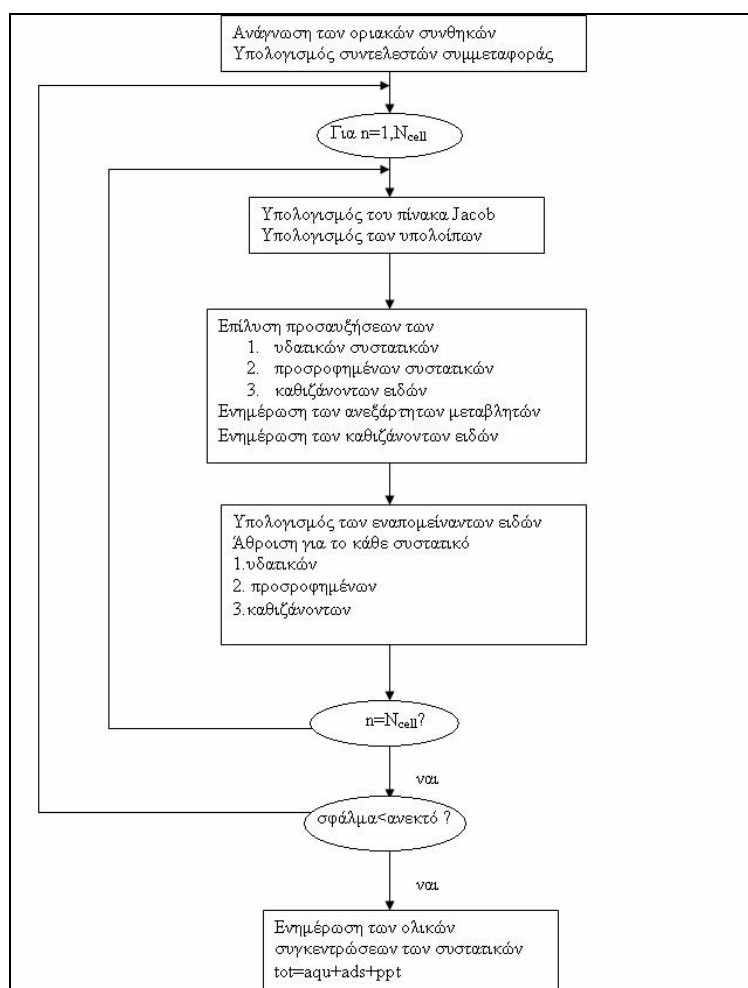 Ανάγνωση των οριακών συνθηκών
Υπολογισμός συντελεστών συμμεταφοράς
Για n=1,Ncell
Υπολογισμός του πίνακα Jacob
Υπολογισμός των υπολοίπων
Επίλυση προσαυξήσεων των
1. υδατικών συστατικών
2. προσροφημένων συστατικών
3. καθιζάνοντων ειδών
Ενημέρωση των ανεξάρτητων μεταβλητών
Ενημέρωση των καθιζάνοντων ειδών
Υπολογισμός των εναπομείναντων ειδών
Άθροιση για το κάθε συστατικό
1.υδατικών
2. προσροφημένων
3.καθιζάνοντων
n=Ncell?
ναι
σφάλμα<ανεκτό ?
ναι
Ενημέρωση των ολικών
συγκεντρώσεων των συστατικών
tot=aqu+ads+ppt